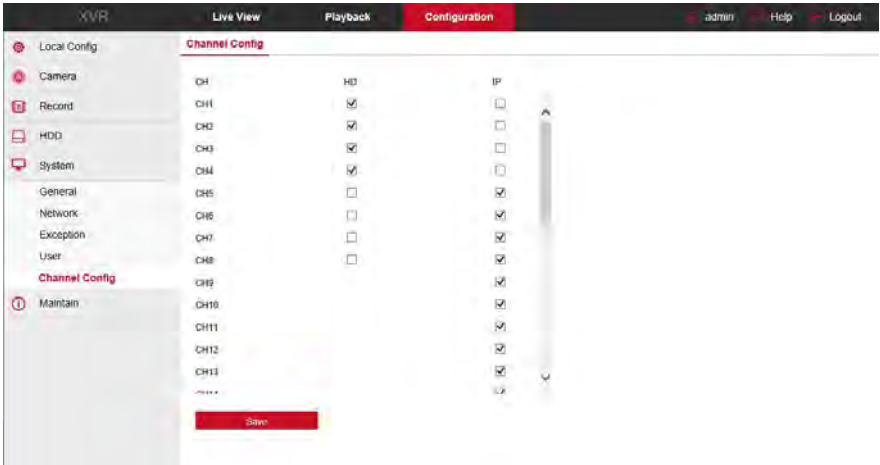 XVR Live View Playback Configuration admin Help Logout
Local Config
Camera
Record
HDD
System
General
Network
Exception
User
Channel Config
Maintain
Channel Config
CH HD IP
CH1
CH2
CH3
CH4
CH5
CH6
CH7
CH8
CH9
CH10
CH11
CH12
CH13
Save